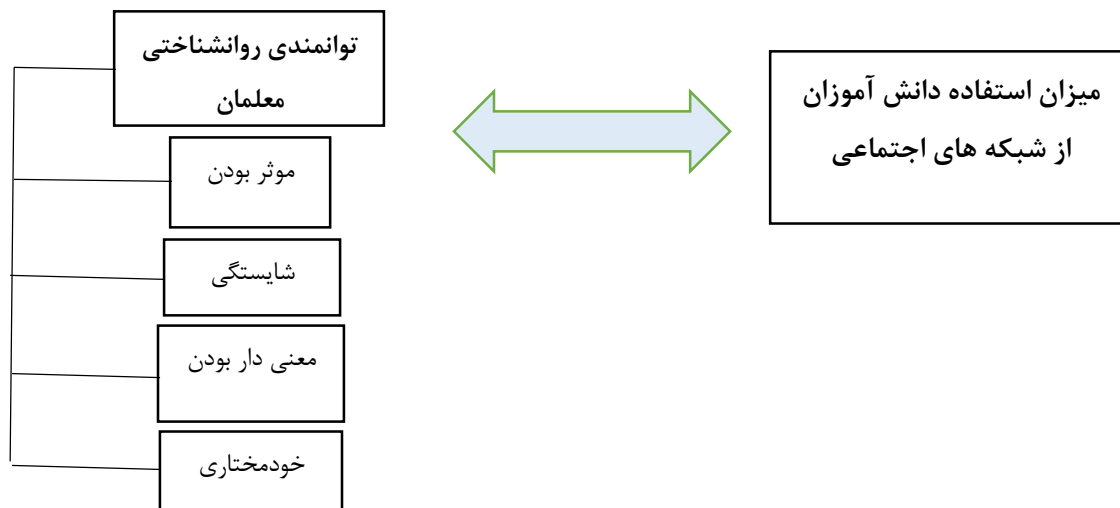 توانمندی روانشناختی
معلمان
موثر بودن
شایستگی
معنی دار بودن
خودمختاری
میزان استفاده دانش آموزان
از شبکه های اجتماعی